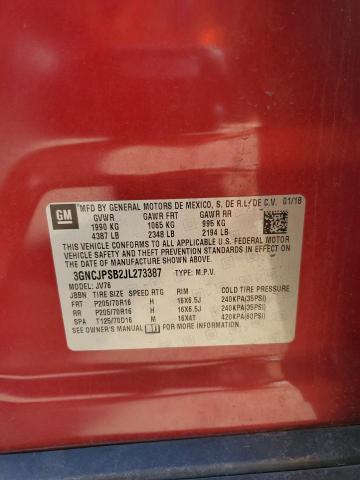 GM
MFD BY GENERAL MOTORS DE MEXICO, S. DE R.L. DE C.V. 01/18
GVWR GAWR FRT GAWR RR
1990 KG 1065 KG 995 KG
4387 LB 2348 LB 2194 LB
THIS VEHICLE CONFORMS TO ALL APPLICABLE U.S. FEDERAL MOTOR
VEHICLE SAFETY AND THEFT PREVENTION STANDARDS IN
EFFECT ON THE DATE OF MANUFACTURE SHOWN ABOVE.
3GNCJPSB2JL273387 TYPE: M.P.V.
MODEL: JV76
JBBN TIRE SIZE RIM COLD TIRE PRESSURE
FRT P205/70R16 H 16X6.5J 240KPA(35PSI)
RR P205/70R16 H 16X6.5J 240KPA(35PSI)
SPA T125/70D16 M 16X4T 420KPA(60PSI)
SEE OWNER'S MANUAL FOR MORE INFORMATION.